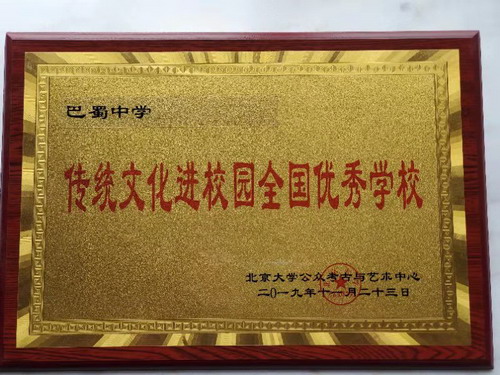 巴蜀中学
传统文化进校园全国优秀学校
北京大学公众考古与艺术中心
二〇一九年十一月二十三日